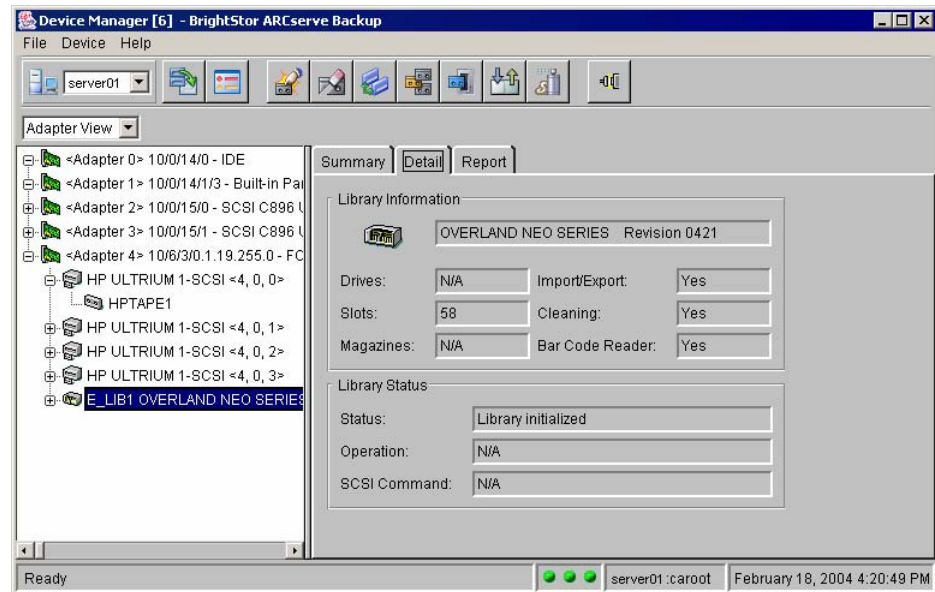 Device Manager [6] - BrightStor ARCserve Backup
File Device Help
server01
Adapter View
<Adapter 0> 10/0/14/0 - IDE
<Adapter 1> 10/0/14/1/3 - Built-in Par
<Adapter 2> 10/0/15/0 - SCSI C896 U
<Adapter 3> 10/0/15/1 - SCSI C896 U
<Adapter 4> 10/6/3/0.1.19.255.0 - FC
HP ULTRIUM 1-SCSI <4, 0, 0>
HPTAPE1
HP ULTRIUM 1-SCSI <4, 0, 1>
HP ULTRIUM 1-SCSI <4, 0, 2>
HP ULTRIUM 1-SCSI <4, 0, 3>
E_LIB1 OVERLAND NEO SERIES
Summary Detail Report
Library Information
OVERLAND NEO SERIES Revision 0421
Drives: N/A Import/Export: Yes
Slots: 58 Cleaning: Yes
Magazines: N/A Bar Code Reader: Yes
Library Status
Status: Library initialized
Operation: N/A
SCSI Command: N/A
Ready server01:caroot February 18, 2004 4:20:49 PM